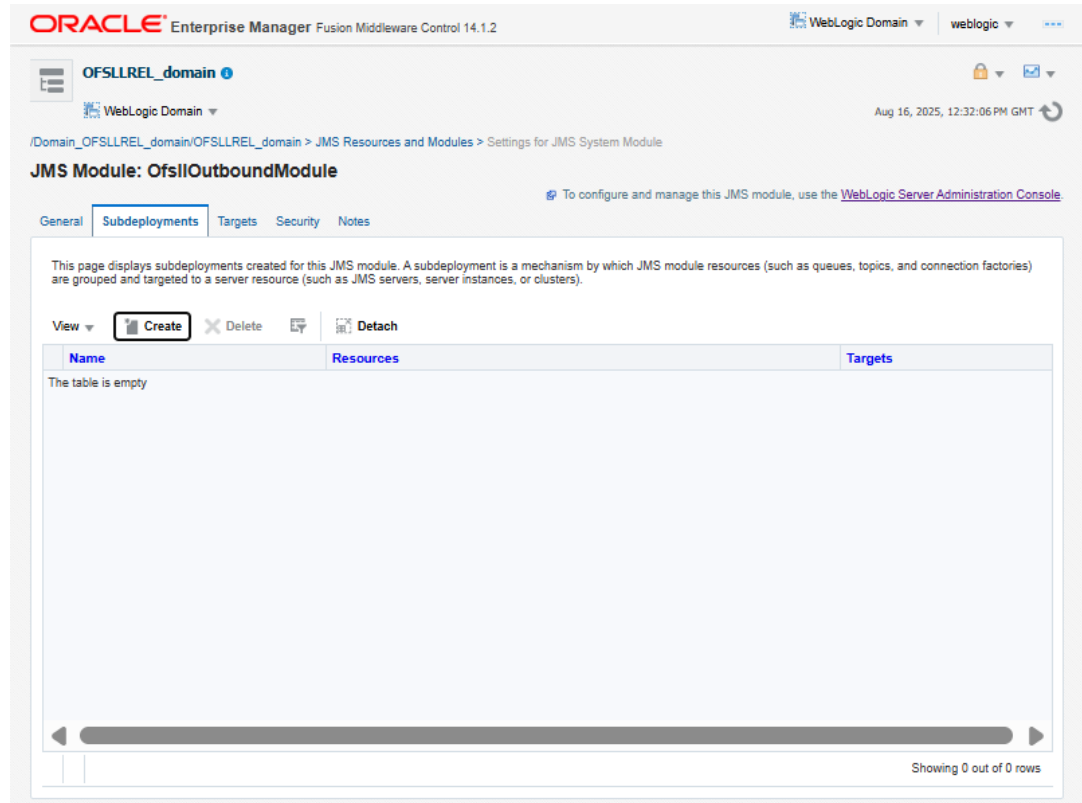 ORACLE Enterprise Manager Fusion Middleware Control 14.1.2 WebLogic Domain weblogic
OFSLLREL_domain
WebLogic Domain Aug 16, 2025, 12:32:06 PM GMT
/Domain_OFSLLREL_domain/OFSLLREL_domain > JMS Resources and Modules > Settings for JMS System Module
JMS Module: OfsllOutboundModule
To configure and manage this JMS module, use the WebLogic Server Administration Console.
General Subdeployments Targets Security Notes
This page displays subdeployments created for this JMS module. A subdeployment is a mechanism by which JMS module resources (such as queues, topics, and connection factories)
are grouped and targeted to a server resource (such as JMS servers, server instances, or clusters).
View Create Delete Detach
Name Resources Targets
The table is empty
Showing 0 out of 0 rows